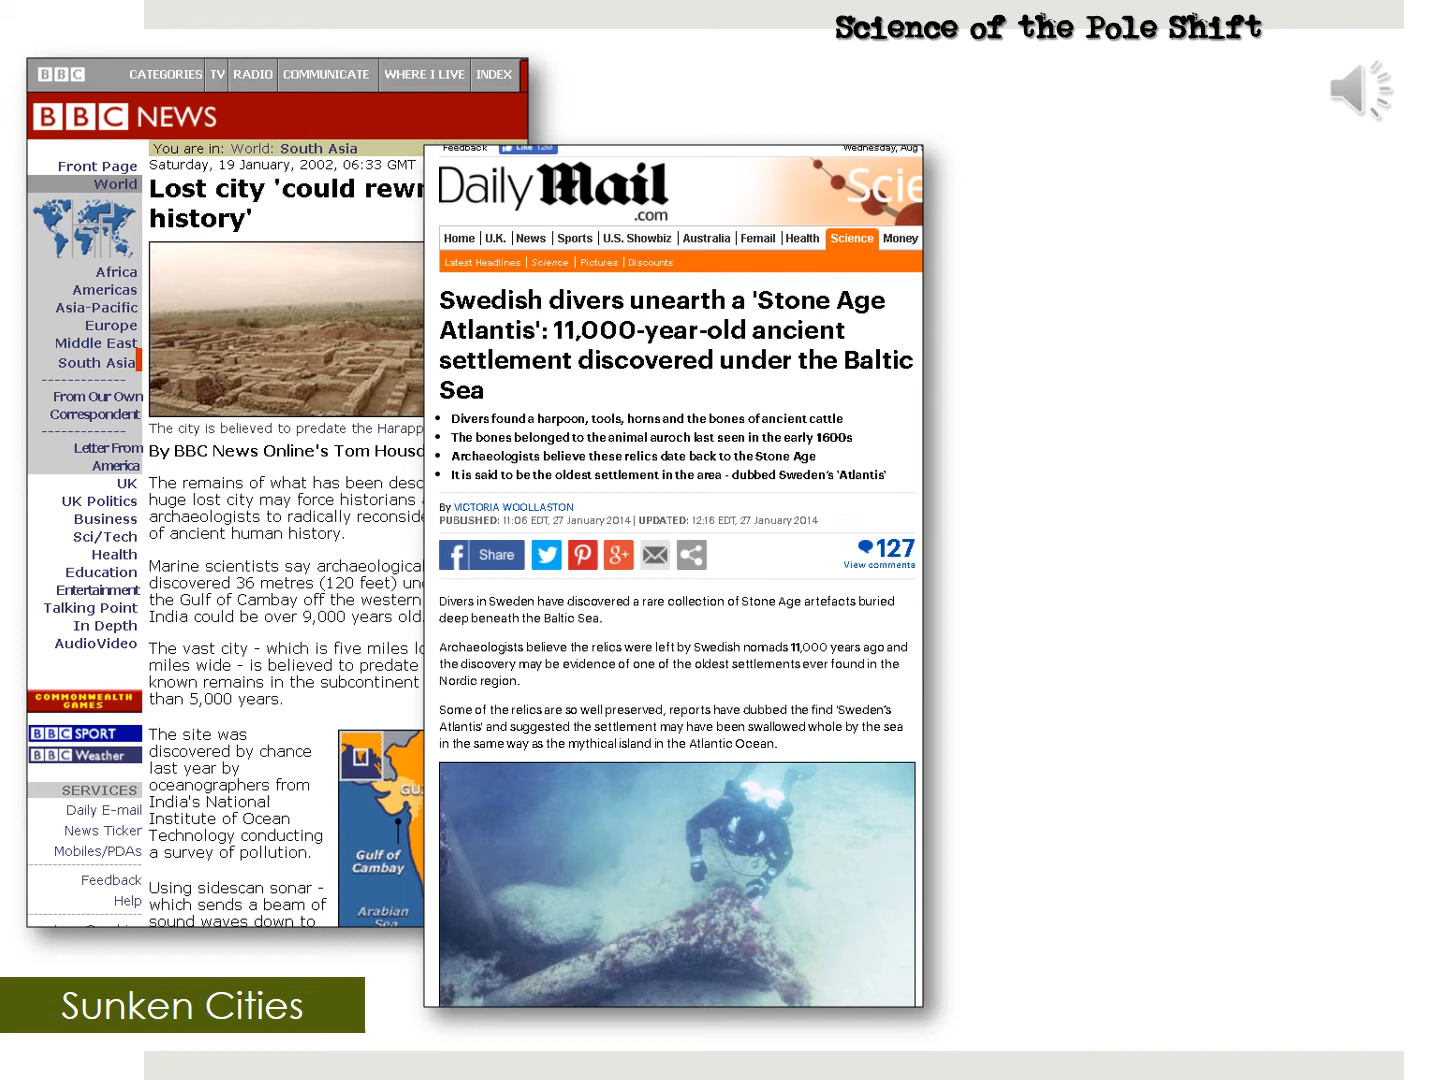 Science of the Pole Shift
BBC
CATEGORIES TV RADIO COMMUNICATE WHERE I LIVE INDEX
BBC NEWS
You are in: World: South Asia
Front Page
World
Africa
Americas
Asia-Pacific
Europe
Middle East
South Asia
-------------
From Our Own
Correspondent
-------------
Letter From
America
UK
UK Politics
Business
Sci/Tech
Health
Education
Entertainment
Talking Point
In Depth
AudioVideo
COMMONWEALTH
GAMES
BBC SPORT
BBC Weather
SERVICES
Daily E-mail
News Ticker
Mobiles/PDAs
Feedback
Help
Saturday, 19 January, 2002, 06:33 GMT
Lost city 'could rewr
history'
The city is believed to predate the Harapp
By BBC News Online's Tom Housd
The remains of what has been desc
huge lost city may force historians
archaeologists to radically reconside
of ancient human history.
Marine scientists say archaeological
discovered 36 metres (120 feet) und
the Gulf of Cambay off the western
India could be over 9,000 years old.
The vast city - which is five miles lo
miles wide - is believed to predate
known remains in the subcontinent
than 5,000 years.
The site was
discovered by chance
last year by
oceanographers from
India's National
Institute of Ocean
Technology conducting
a survey of pollution.
Using sidescan sonar -
which sends a beam of
sound waves down to
GU
Gulf of
Cambay
Arabian
Sea
Feedback Like 12M Wednesday, Aug
Daily Mail
.com
Scie
Home U.K. News Sports U.S. Showbiz Australia Femail Health Science Money
Latest Headlines Science Pictures Discounts
Swedish divers unearth a 'Stone Age
Atlantis': 11,000-year-old ancient
settlement discovered under the Baltic
Sea
• Divers found a harpoon, tools, horns and the bones of ancient cattle
• The bones belonged to the animal auroch last seen in the early 1600s
• Archaeologists believe these relics date back to the Stone Age
• It is said to be the oldest settlement in the area - dubbed Sweden's 'Atlantis'
By VICTORIA WOOLLASTON
PUBLISHED: 11:06 EDT, 27 January 2014 | UPDATED: 12:16 EDT, 27 January 2014
Share
127
View comments
Divers in Sweden have discovered a rare collection of Stone Age artefacts buried
deep beneath the Baltic Sea.
Archaeologists believe the relics were left by Swedish nomads 11,000 years ago and
the discovery may be evidence of one of the oldest settlements ever found in the
Nordic region.
Some of the relics are so well preserved, reports have dubbed the find 'Sweden's
Atlantis' and suggested the settlement may have been swallowed whole by the sea
in the same way as the mythical island in the Atlantic Ocean.
Sunken Cities